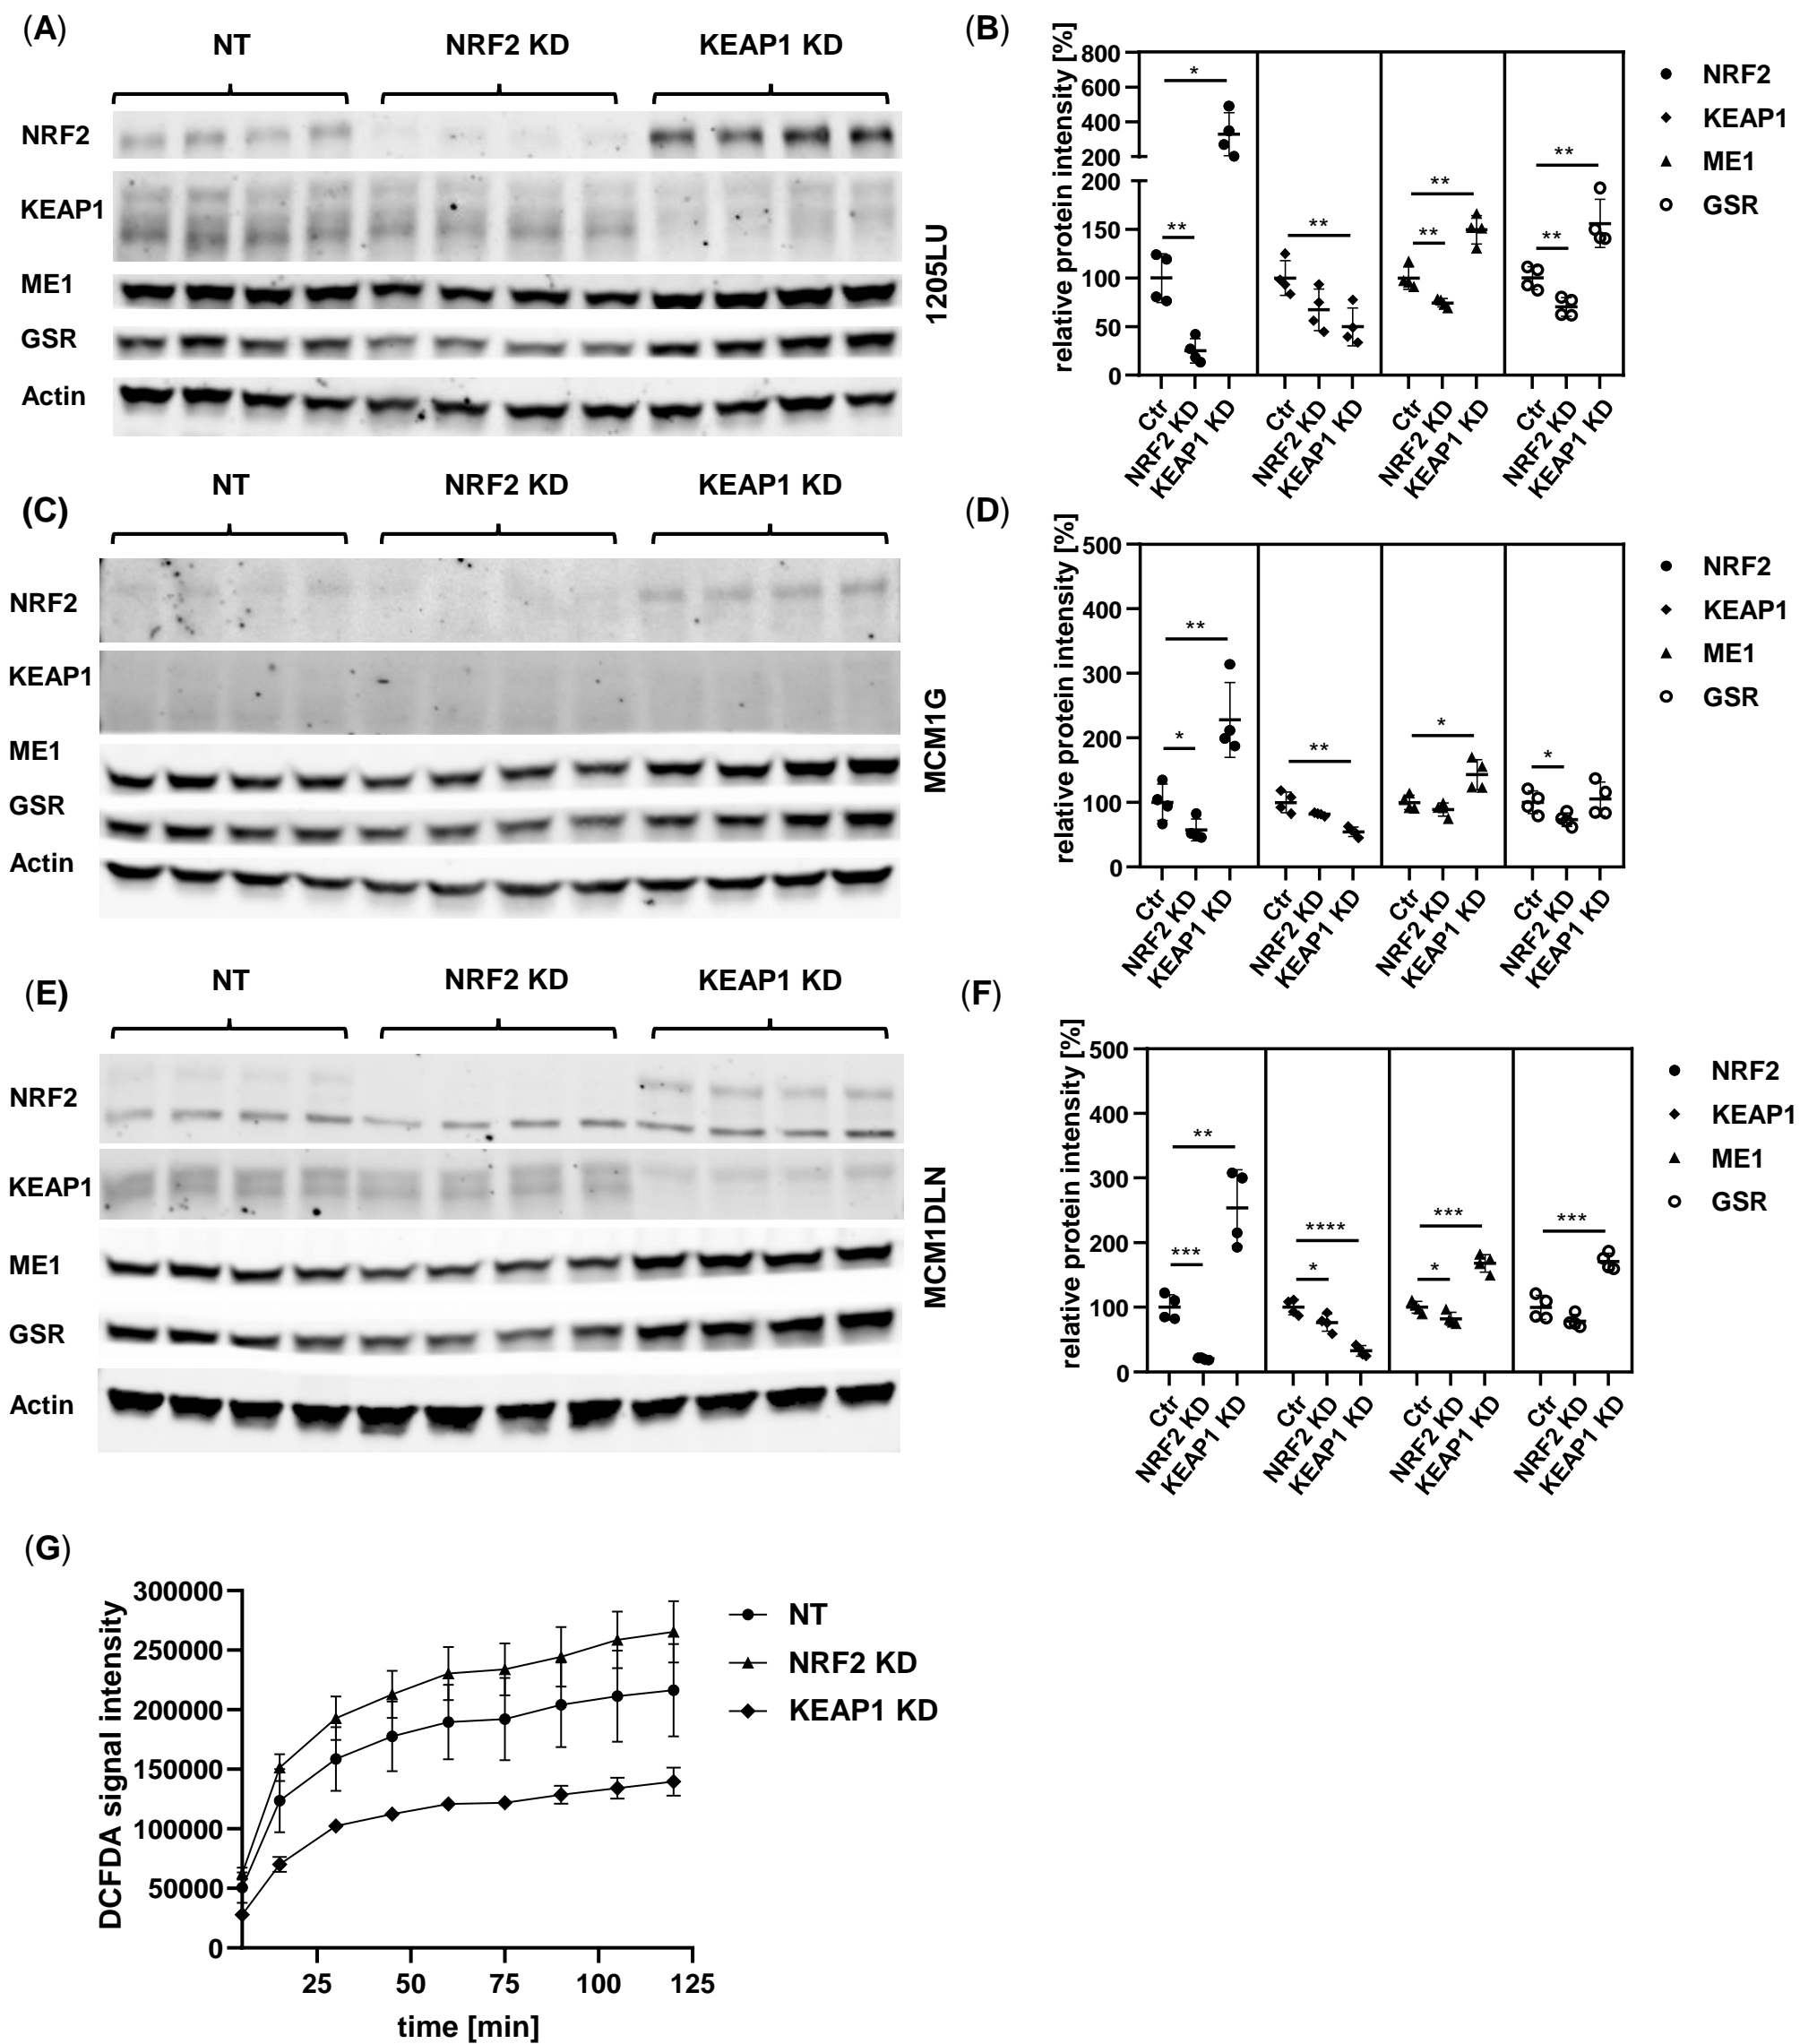 (A)
NT NRF2 KD KEAP1 KD
NRF2
KEAP1
ME1
GSR
Actin
1205LU
(B)
relative protein intensity [%]
800
600
400
200
200
150
100
50
0
* ** ** ** ** ** **
Ctr NRF2 KD KEAP1 KD Ctr NRF2 KD KEAP1 KD Ctr NRF2 KD KEAP1 KD Ctr NRF2 KD KEAP1 KD
NRF2
KEAP1
ME1
GSR
(C)
NT NRF2 KD KEAP1 KD
NRF2
KEAP1
ME1
GSR
Actin
MCM1G
(D)
relative protein intensity [%]
500
400
300
200
100
0
** * ** * *
Ctr NRF2 KD KEAP1 KD Ctr NRF2 KD KEAP1 KD Ctr NRF2 KD KEAP1 KD Ctr NRF2 KD KEAP1 KD
NRF2
KEAP1
ME1
GSR
(E)
NT NRF2 KD KEAP1 KD
NRF2
KEAP1
ME1
GSR
Actin
MCM1DLN
(F)
relative protein intensity [%]
500
400
300
200
100
0
** *** **** * *** * ***
Ctr NRF2 KD KEAP1 KD Ctr NRF2 KD KEAP1 KD Ctr NRF2 KD KEAP1 KD Ctr NRF2 KD KEAP1 KD
NRF2
KEAP1
ME1
GSR
(G)
DCFDA signal intensity
300000
250000
200000
150000
100000
50000
0
25 50 75 100 125
time [min]
NT
NRF2 KD
KEAP1 KD